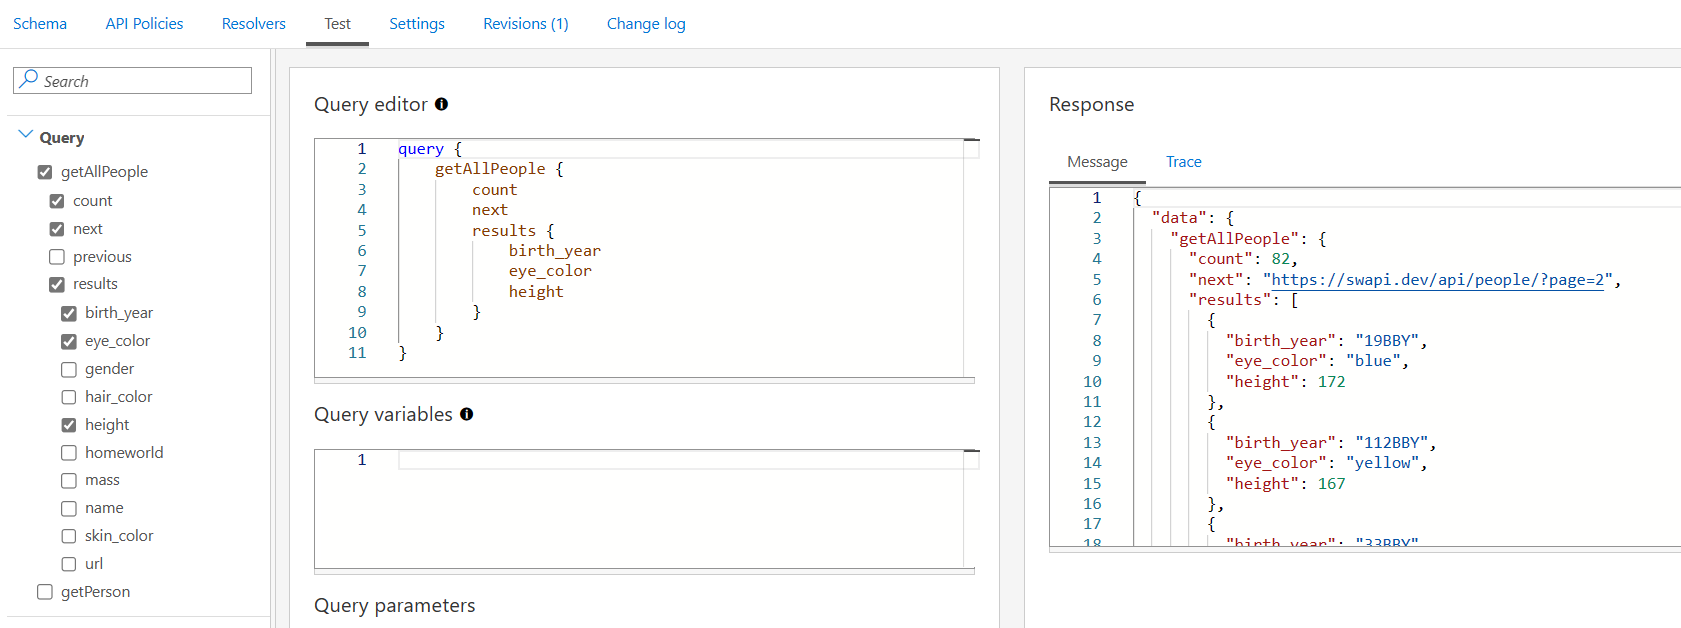 Schema API Policies Resolvers Test Settings Revisions (1) Change log
Search
Query
getAllPeople
count
next
previous
results
birth_year
eye_color
gender
hair_color
height
homeworld
mass
name
skin_color
url
getPerson
Query editor
1 query {
2 getAllPeople {
3 count
4 next
5 results {
6 birth_year
7 eye_color
8 height
9 }
10 }
11 }
Query variables
1
Query parameters
Response
Message Trace
1 {
2 "data": {
3 "getAllPeople": {
4 "count": 82,
5 "next": "https://swapi.dev/api/people/?page=2",
6 "results": [
7 {
8 "birth_year": "19BBY",
9 "eye_color": "blue",
10 "height": 172
11 },
12 {
13 "birth_year": "112BBY",
14 "eye_color": "yellow",
15 "height": 167
16 },
17 {
18 "birth_year": "33BBY"